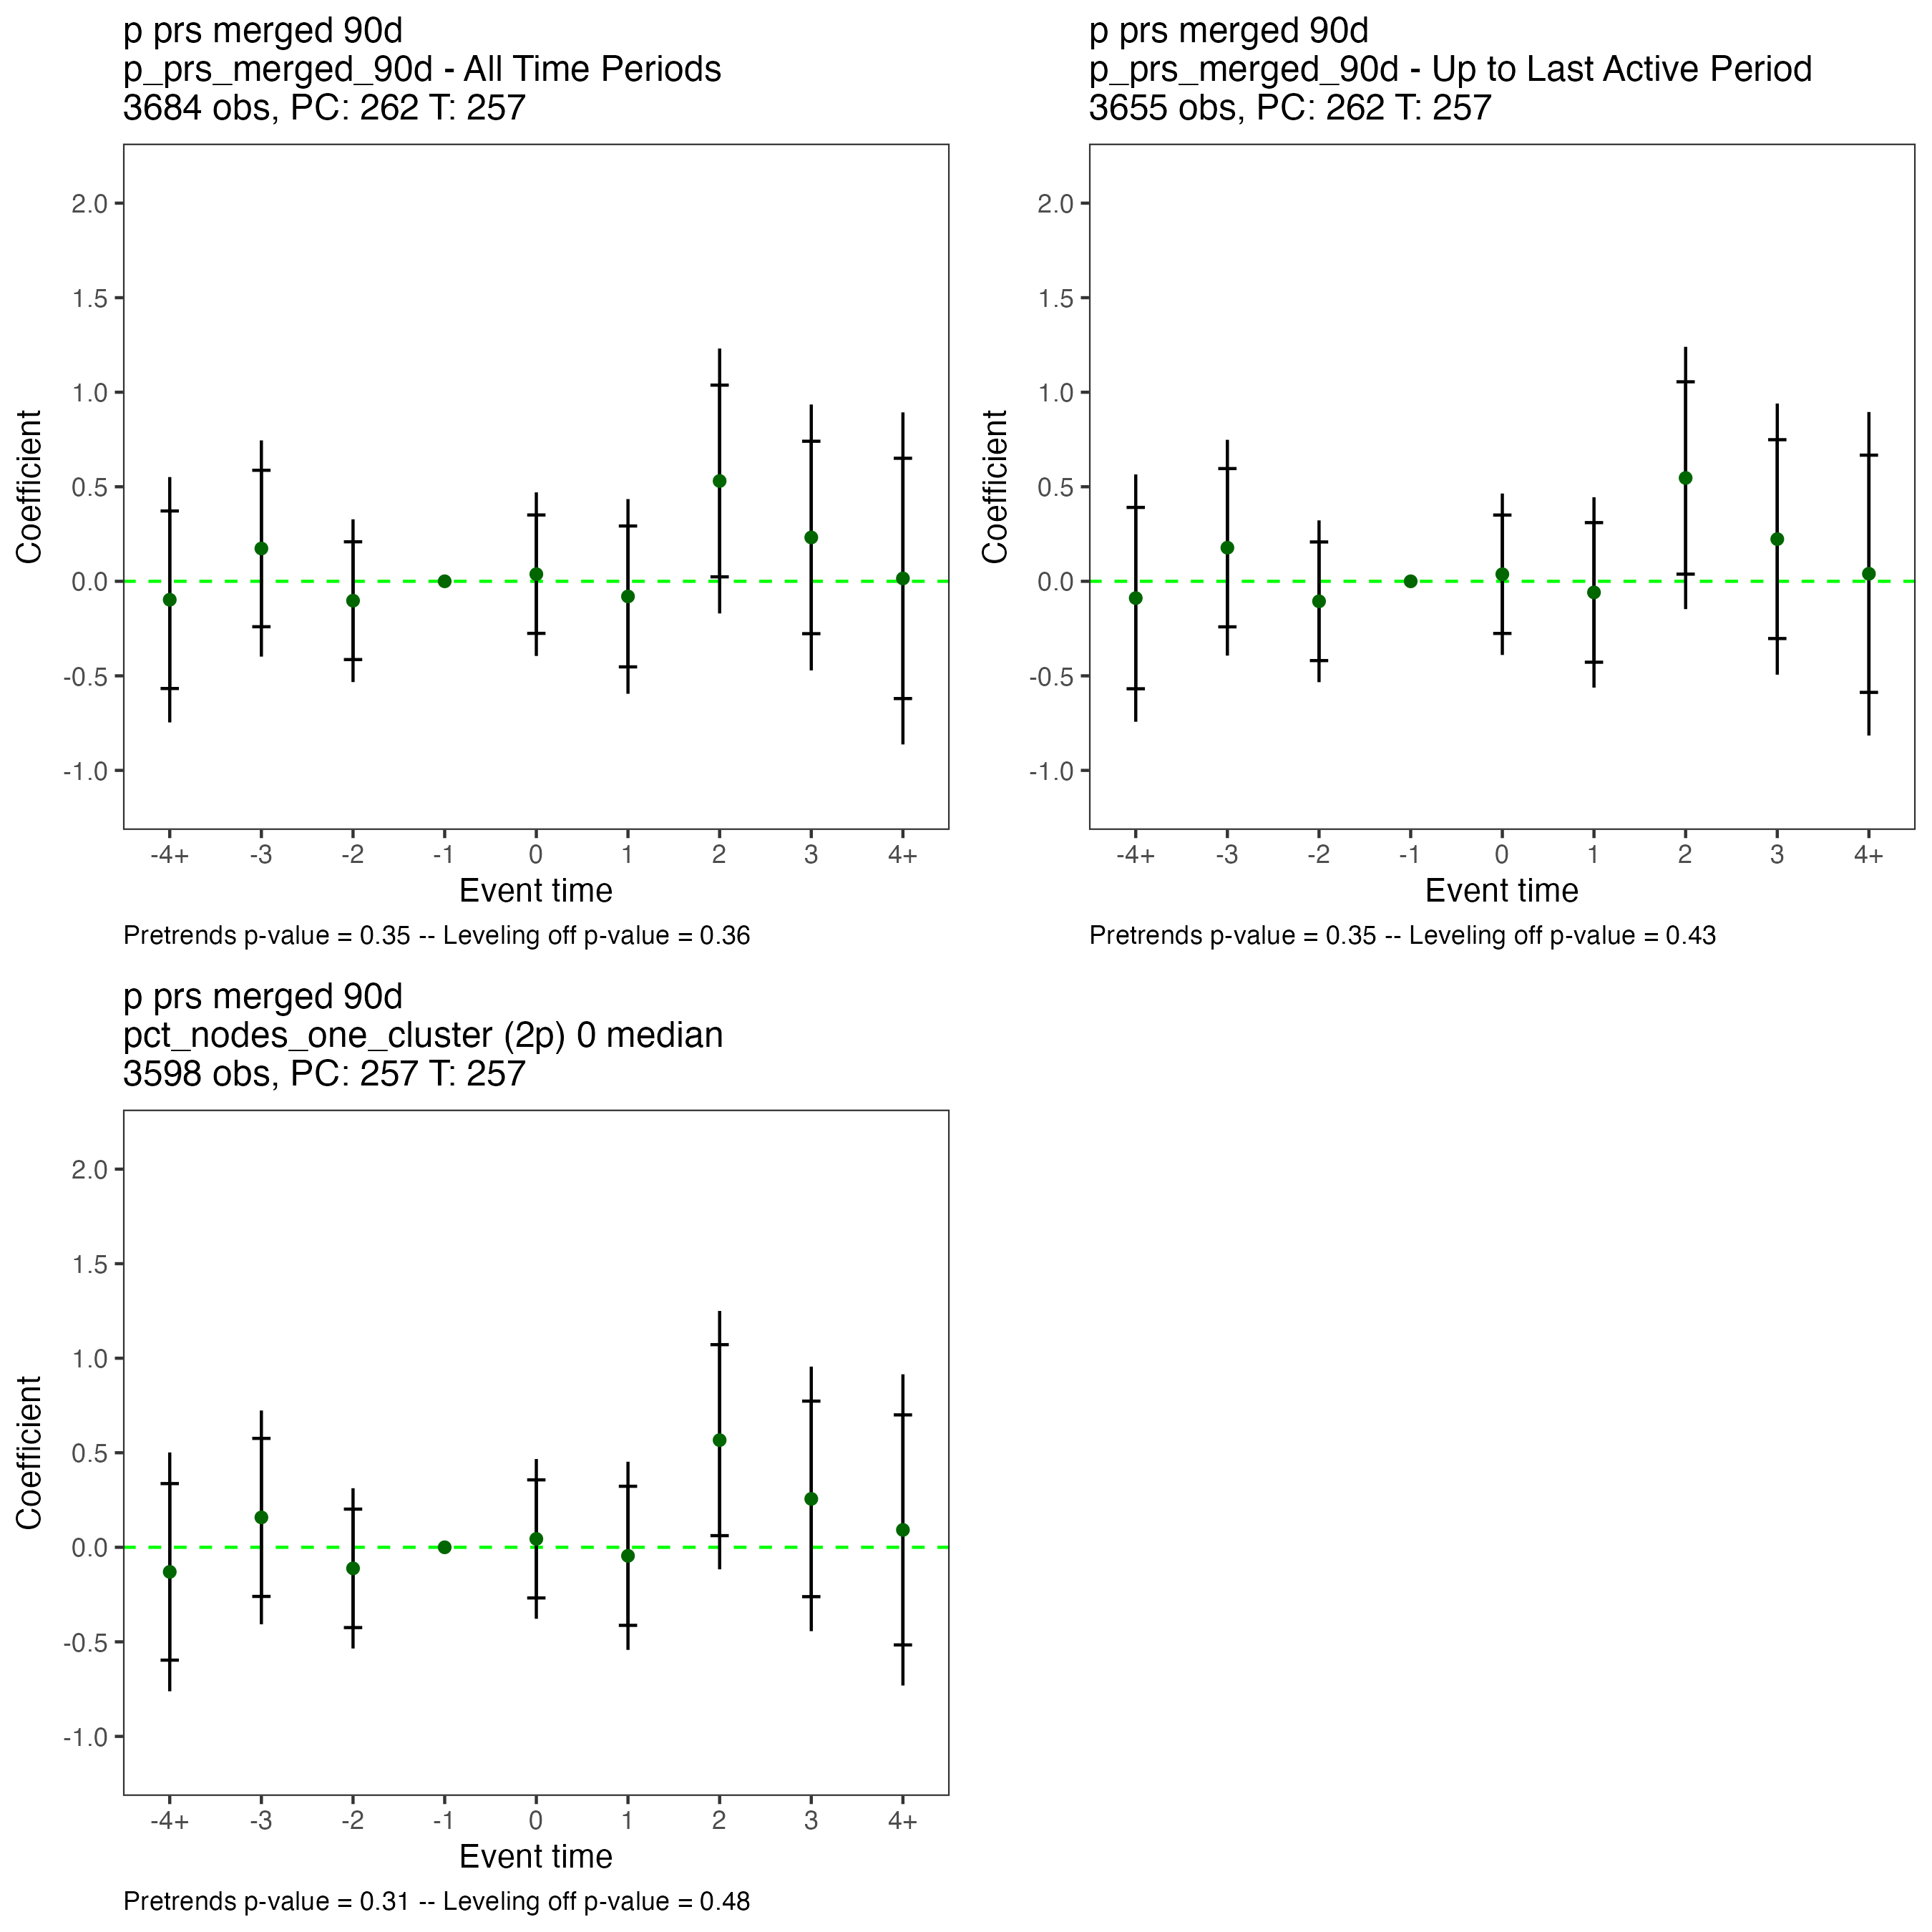 p prs merged 90d
p_prs_merged_90d - All Time Periods
3684 obs, PC: 262 T: 257
Coefficient
2.0
1.5
1.0
0.5
0.0
-0.5
-1.0
-4+ -3 -2 -1 0 1 2 3 4+
Event time
Pretrends p-value = 0.35 -- Leveling off p-value = 0.36
p prs merged 90d
p_prs_merged_90d - Up to Last Active Period
3655 obs, PC: 262 T: 257
Coefficient
2.0
1.5
1.0
0.5
0.0
-0.5
-1.0
-4+ -3 -2 -1 0 1 2 3 4+
Event time
Pretrends p-value = 0.35 -- Leveling off p-value = 0.43
p prs merged 90d
pct_nodes_one_cluster (2p) 0 median
3598 obs, PC: 257 T: 257
Coefficient
2.0
1.5
1.0
0.5
0.0
-0.5
-1.0
-4+ -3 -2 -1 0 1 2 3 4+
Event time
Pretrends p-value = 0.31 -- Leveling off p-value = 0.48